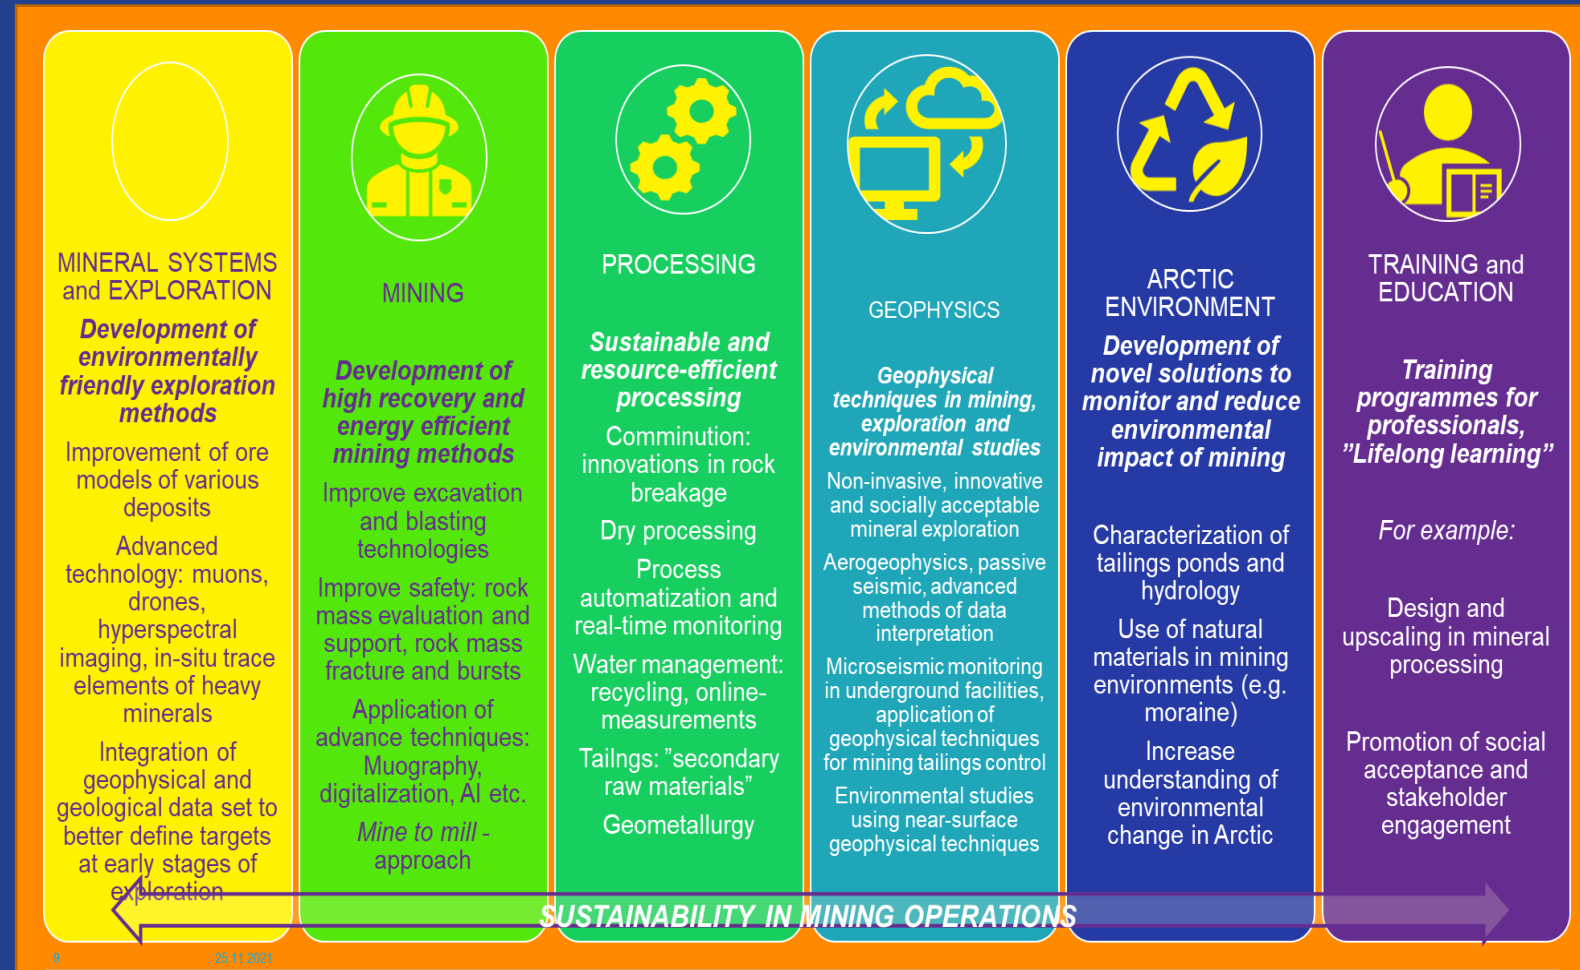 MINERAL SYSTEMS
and EXPLORATION
Development of
environmentally
friendly exploration
methods
Improvement of ore
models of various
deposits
Advanced
technology: muons,
drones,
hyperspectral
imaging, in-situ trace
elements of heavy
minerals
Integration of
geophysical and
geological data set to
better define targets
at early stages of
exploration
MINING
Development of
high recovery and
energy efficient
mining methods
Improve excavation
and blasting
technologies
Improve safety: rock
mass evaluation and
support, rock mass
fracture and bursts
Application of
advance techniques:
Muography,
digitalization, AI etc.
Mine to mill -
approach
PROCESSING
Sustainable and
resource-efficient
processing
Comminution:
innovations in rock
breakage
Dry processing
Process
automatization and
real-time monitoring
Water management:
recycling, online-
measurements
Tailngs: ”secondary
raw materials”
Geometallurgy
GEOPHYSICS
Geophysical
techniques in mining,
exploration and
environmental studies
Non-invasive, innovative
and socially acceptable
mineral exploration
Aerogeophysics, passive
seismic, advanced
methods of data
interpretation
Microseismic monitoring
in underground facilities,
application of
geophysical techniques
for mining tailings control
Environmental studies
using near-surface
geophysical techniques
ARCTIC
ENVIRONMENT
Development of
novel solutions to
monitor and reduce
environmental
impact of mining
Characterization of
tailings ponds and
hydrology
Use of natural
materials in mining
environments (e.g.
moraine)
Increase
understanding of
environmental
change in Arctic
TRAINING and
EDUCATION
Training
programmes for
professionals,
”Lifelong learning”
For example:
Design and
upscaling in mineral
processing
Promotion of social
acceptance and
stakeholder
engagement
SUSTAINABILITY IN MINING OPERATIONS
9
25.11.2021